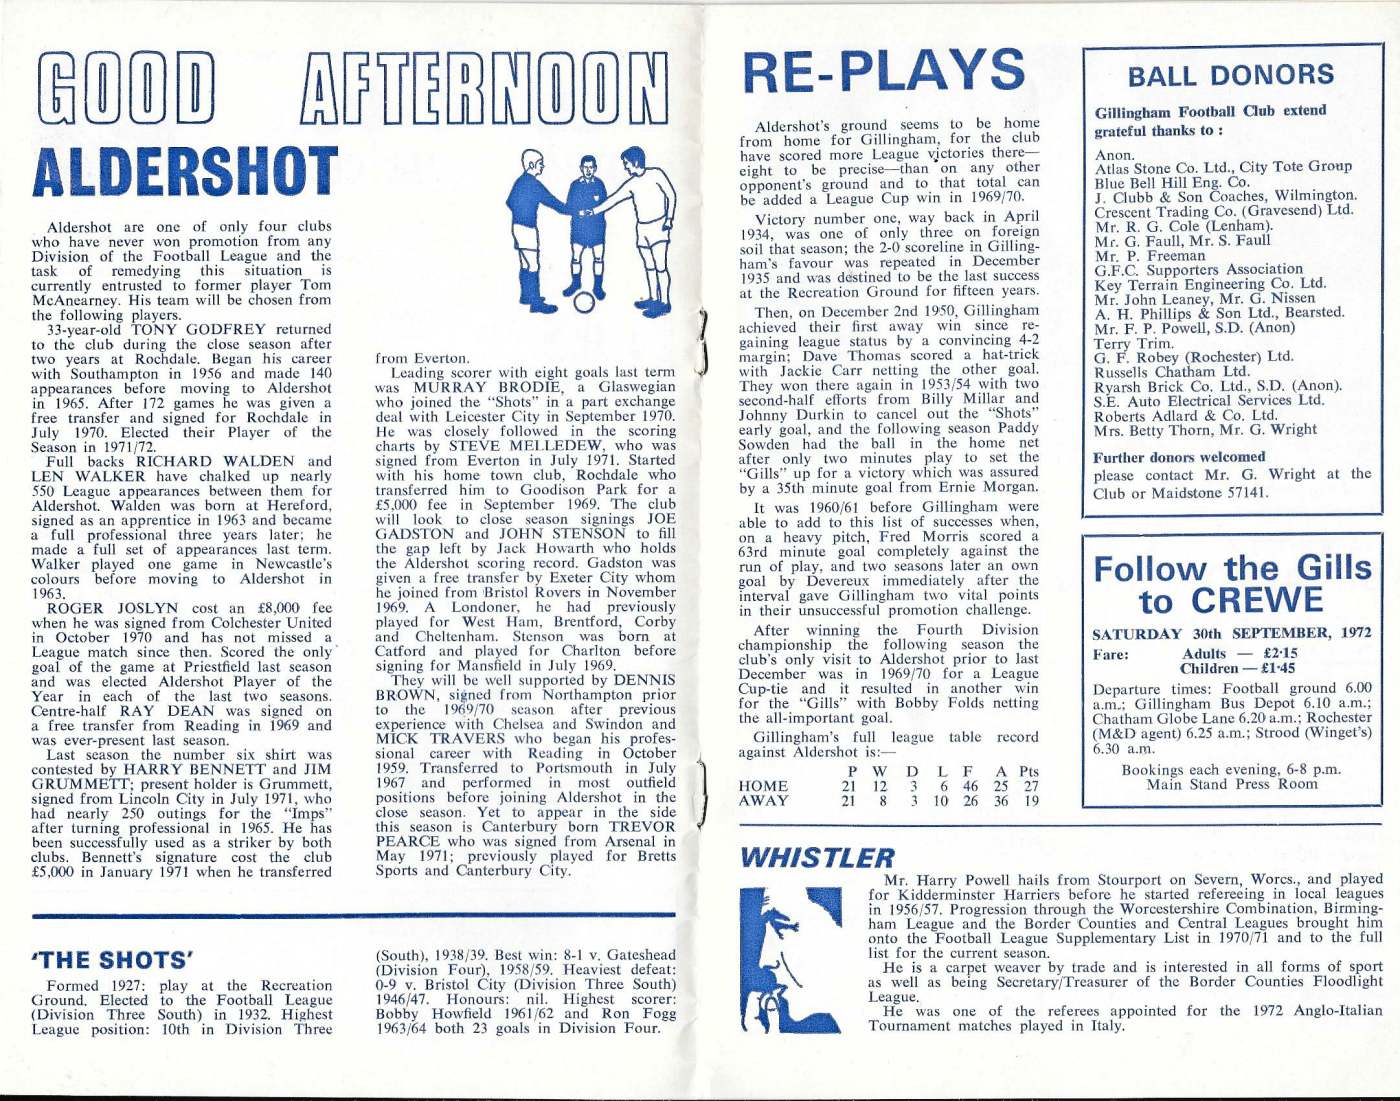 GOOD AFTERNOON
ALDERSHOT
Aldershot are one of only four clubs
who have never won promotion from any
Division of the Football League and the
task of remedying this situation is
currently entrusted to former player Tom
McAnearney. His team will be chosen from
the following players.
33-year-old TONY GODFREY returned
to the club during the close season after
two years at Rochdale. Began his career
with Southampton in 1956 and made 140
appearances before moving to Aldershot
in 1965. After 172 games he was given a
free transfer and signed for Rochdale in
July 1970. Elected their Player of the
Season in 1971/72.
Full backs RICHARD WALDEN and
LEN WALKER have chalked up nearly
550 League appearances between them for
Aldershot. Walden was born at Hereford,
signed as an apprentice in 1963 and became
a full professional three years later; he
made a full set of appearances last term.
Walker played one game in Newcastle's
colours before moving to Aldershot in
1963.
ROGER JOSLYN cost an £8,000 fee
when he was signed from Colchester United
in October 1970 and has not missed a
League match since then. Scored the only
goal of the game at Priestfield last season
and was elected Aldershot Player of the
Year in each of the last two seasons.
Centre-half RAY DEAN was signed on
a free transfer from Reading in 1969 and
was ever-present last season.
Last season the number six shirt was
contested by HARRY BENNETT and JIM
GRUMMETT; present holder is Grummett,
signed from Lincoln City in July 1971, who
had nearly 250 outings for the "Imps"
after turning professional in 1965. He has
been successfully used as a striker by both
clubs. Bennett's signature cost the club
£5,000 in January 1971 when he transferred
from Everton.
Leading scorer with eight goals last term
was MURRAY BRODIE, a Glaswegian
who joined the "Shots" in a part exchange
deal with Leicester City in September 1970.
He was closely followed in the scoring
charts by STEVE MELLEDEW, who was
signed from Everton in July 1971. Started
with his home town club, Rochdale who
transferred him to Goodison Park for a
£5,000 fee in September 1969. The club
will look to close season signings JOE
GADSTON and JOHN STENSON to fill
the gap left by Jack Howarth who holds
the Aldershot scoring record. Gadston was
given a free transfer by Exeter City whom
he joined from Bristol Rovers in November
1969. A Londoner, he had previously
played for West Ham, Brentford, Corby
and Cheltenham. Stenson was born at
Catford and played for Charlton before
signing for Mansfield in July 1969.
They will be well supported by DENNIS
BROWN, signed from Northampton prior
to the 1969/70 season after previous
experience with Chelsea and Swindon and
MICK TRAVERS who began his profes-
sional career with Reading in October
1959. Transferred to Portsmouth in July
1967 and performed in most outfield
positions before joining Aldershot in the
close season. Yet to appear in the side
this season is Canterbury born TREVOR
PEARCE who was signed from Arsenal in
May 1971; previously played for Bretts
Sports and Canterbury City.
'THE SHOTS'
Formed 1927: play at the Recreation
Ground. Elected to the Football League
(Division Three South) in 1932. Highest
League position: 10th in Division Three
(South), 1938/39. Best win: 8-1 v. Gateshead
(Division Four), 1958/59. Heaviest defeat:
0-9 v. Bristol City (Division Three South)
1946/47. Honours: nil. Highest scorer:
Bobby Howfield 1961/62 and Ron Fogg
1963/64 both 23 goals in Division Four.
RE-PLAYS
Aldershot's ground seems to be home
from home for Gillingham, for the club
have scored more League victories there—
eight to be precise—than on any other
opponent's ground and to that total can
be added a League Cup win in 1969/70.
Victory number one, way back in April
1934, was one of only three on foreign
soil that season; the 2-0 scoreline in Gilling-
ham's favour was repeated in December
1935 and was destined to be the last success
at the Recreation Ground for fifteen years.
Then, on December 2nd 1950, Gillingham
achieved their first away win since re-
gaining league status by a convincing 4-2
margin; Dave Thomas scored a hat-trick
with Jackie Carr netting the other goal.
They won there again in 1953/54 with two
second-half efforts from Billy Millar and
Johnny Durkin to cancel out the "Shots"
early goal, and the following season Paddy
Sowden had the ball in the home net
after only two minutes play to set the
"Gills" up for a victory which was assured
by a 35th minute goal from Ernie Morgan.
It was 1960/61 before Gillingham were
able to add to this list of successes when,
on a heavy pitch, Fred Morris scored a
63rd minute goal completely against the
run of play, and two seasons later an own
goal by Devereux immediately after the
interval gave Gillingham two vital points
in their unsuccessful promotion challenge.
After winning the Fourth Division
championship the following season the
club's only visit to Aldershot prior to last
December was in 1969/70 for a League
Cup-tie and it resulted in another win
for the "Gills" with Bobby Folds netting
the all-important goal.
Gillingham's full league table record
against Aldershot is:—
P W D L F A Pts
HOME 21 12 3 6 46 25 27
AWAY 21 8 3 10 26 36 19
BALL DONORS
Gillingham Football Club extend
grateful thanks to :
Anon.
Atlas Stone Co. Ltd., City Tote Group
Blue Bell Hill Eng. Co.
J. Clubb & Son Coaches, Wilmington.
Crescent Trading Co. (Gravesend) Ltd.
Mr. R. G. Cole (Lenham).
Mr. G. Faull, Mr. S. Faull
Mr. P. Freeman
G.F.C. Supporters Association
Key Terrain Engineering Co. Ltd.
Mr. John Leaney, Mr. G. Nissen
A. H. Phillips & Son Ltd., Bearsted.
Mr. F. P. Powell, S.D. (Anon)
Terry Trim.
G. F. Robey (Rochester) Ltd.
Russells Chatham Ltd.
Ryarsh Brick Co. Ltd., S.D. (Anon).
S.E. Auto Electrical Services Ltd.
Roberts Adlard & Co. Ltd.
Mrs. Betty Thorn, Mr. G. Wright
Further donors welcomed
please contact Mr. G. Wright at the
Club or Maidstone 57141.
Follow the Gills
to CREWE
SATURDAY 30th SEPTEMBER, 1972
Fare: Adults — £2·15
Children — £1·45
Departure times: Football ground 6.00
a.m.; Gillingham Bus Depot 6.10 a.m.;
Chatham Globe Lane 6.20 a.m.; Rochester
(M&D agent) 6.25 a.m.; Strood (Winget's)
6.30 a.m.
Bookings each evening, 6-8 p.m.
Main Stand Press Room
WHISTLER
Mr. Harry Powell hails from Stourport on Severn, Worcs., and played
for Kidderminster Harriers before he started refereeing in local leagues
in 1956/57. Progression through the Worcestershire Combination, Birming-
ham League and the Border Counties and Central Leagues brought him
onto the Football League Supplementary List in 1970/71 and to the full
list for the current season.
He is a carpet weaver by trade and is interested in all forms of sport
as well as being Secretary/Treasurer of the Border Counties Floodlight
League.
He was one of the referees appointed for the 1972 Anglo-Italian
Tournament matches played in Italy.